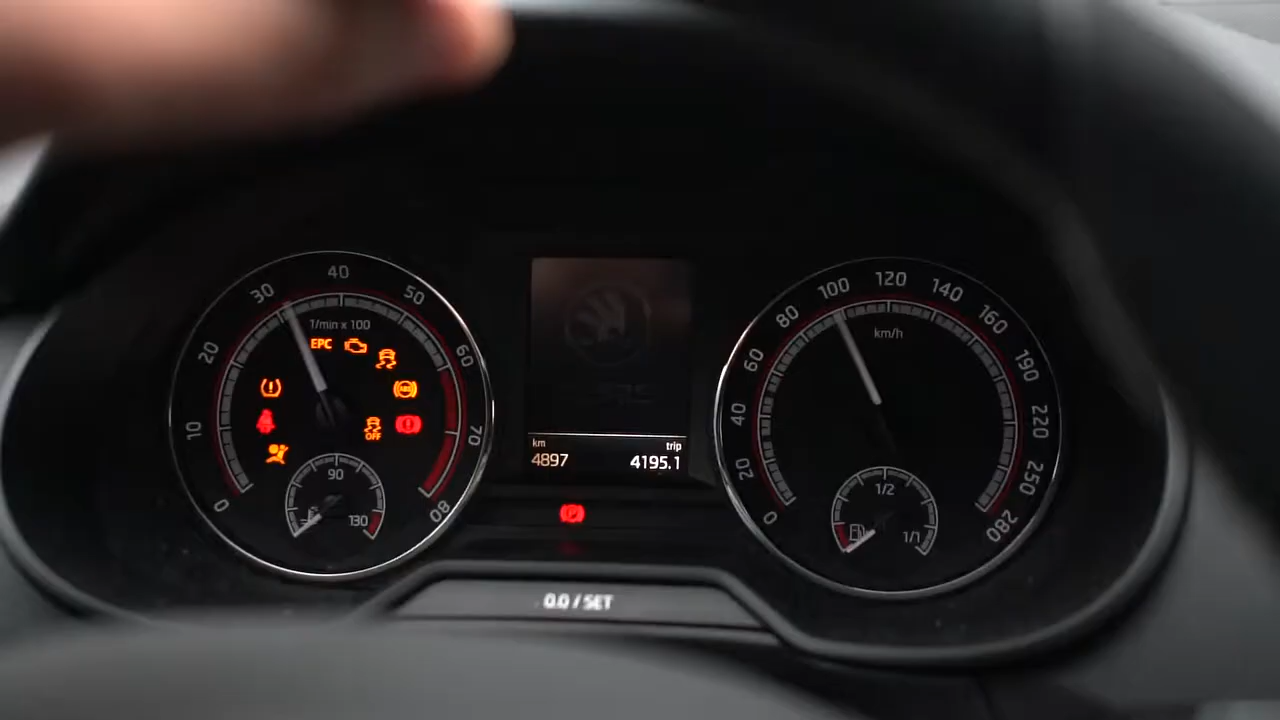 0 10 20 30 40 50 60 70 80
1/min x 100
EPC
ABS
OFF
90
130
km
trip
4897
4195.1
P
0.0 / SET
0 20 40 60 80 100 120 140 160 190 220 250 280
km/h
1/2
1/1